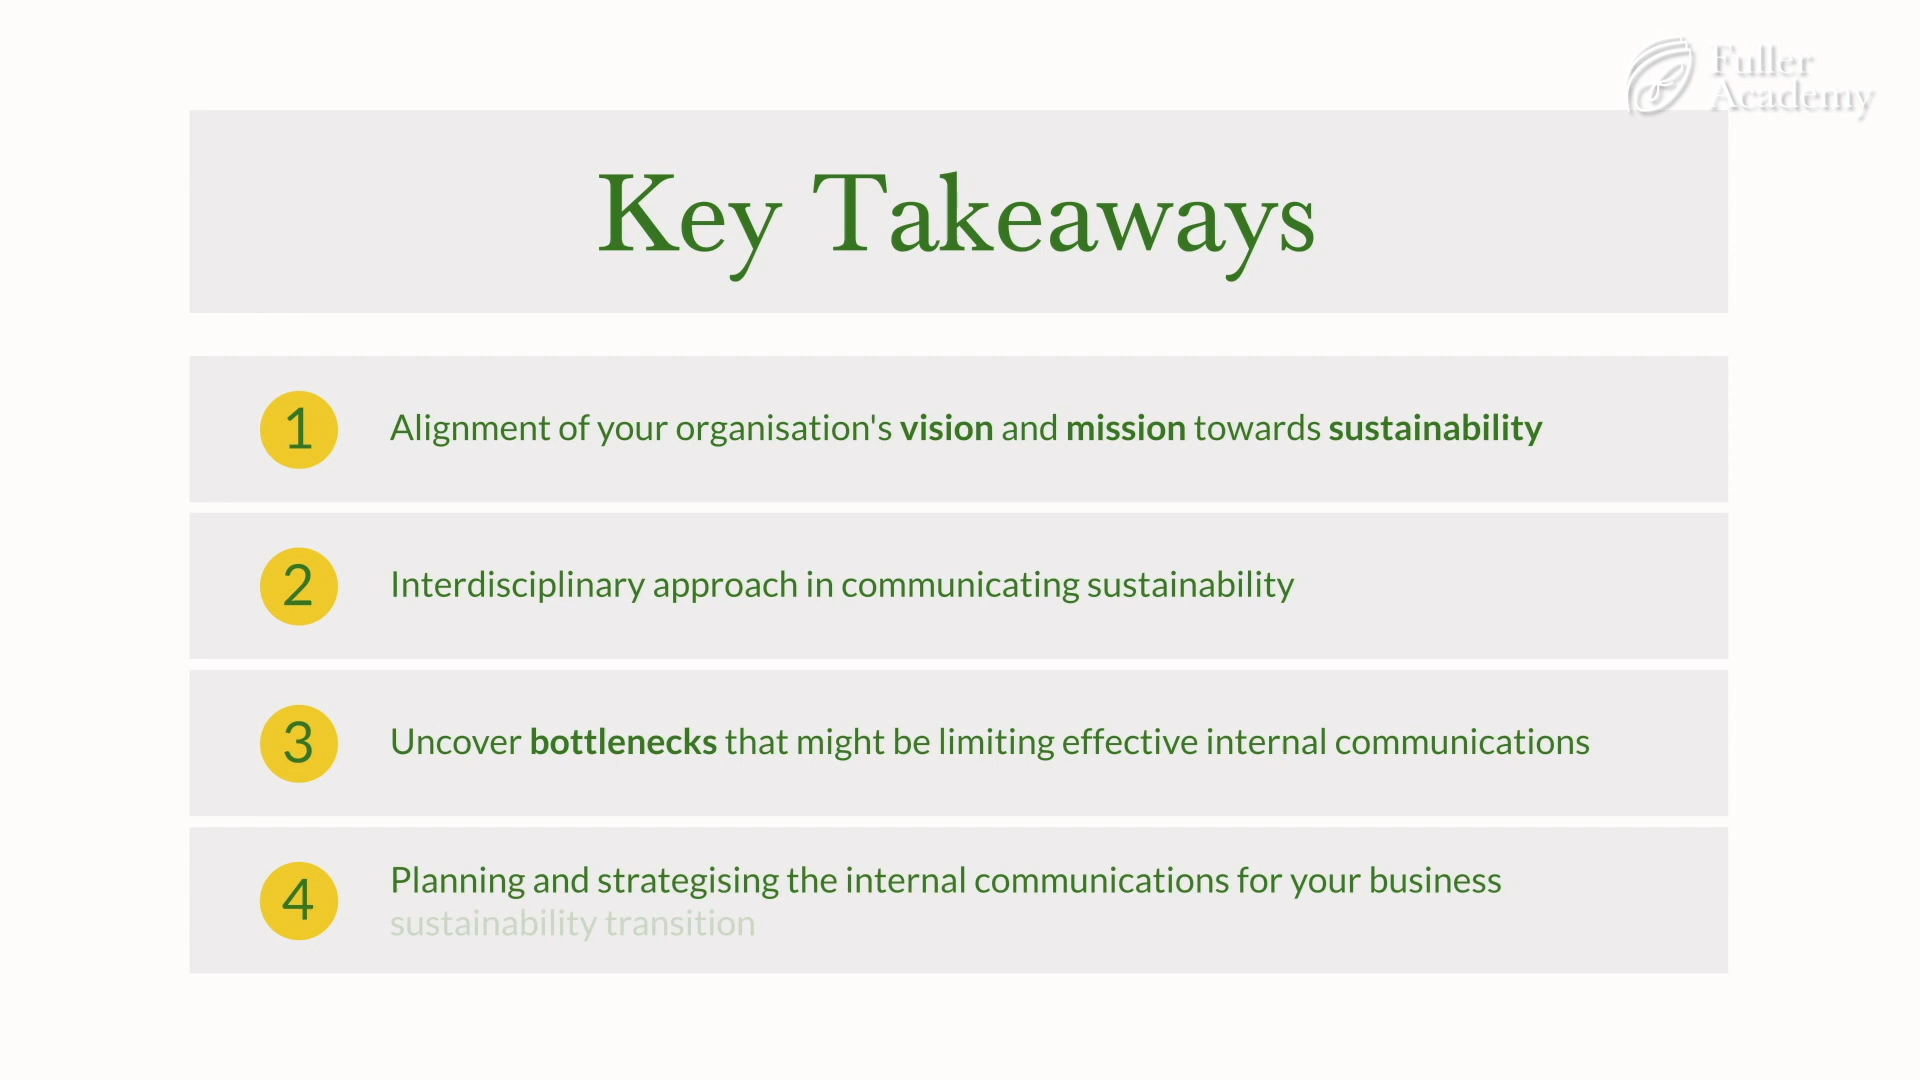 Fuller
Academy
Key Takeaways
1
Alignment of your organisation's vision and mission towards sustainability
2
Interdisciplinary approach in communicating sustainability
3
Uncover bottlenecks that might be limiting effective internal communications
4
Planning and strategising the internal communications for your business
sustainability transition